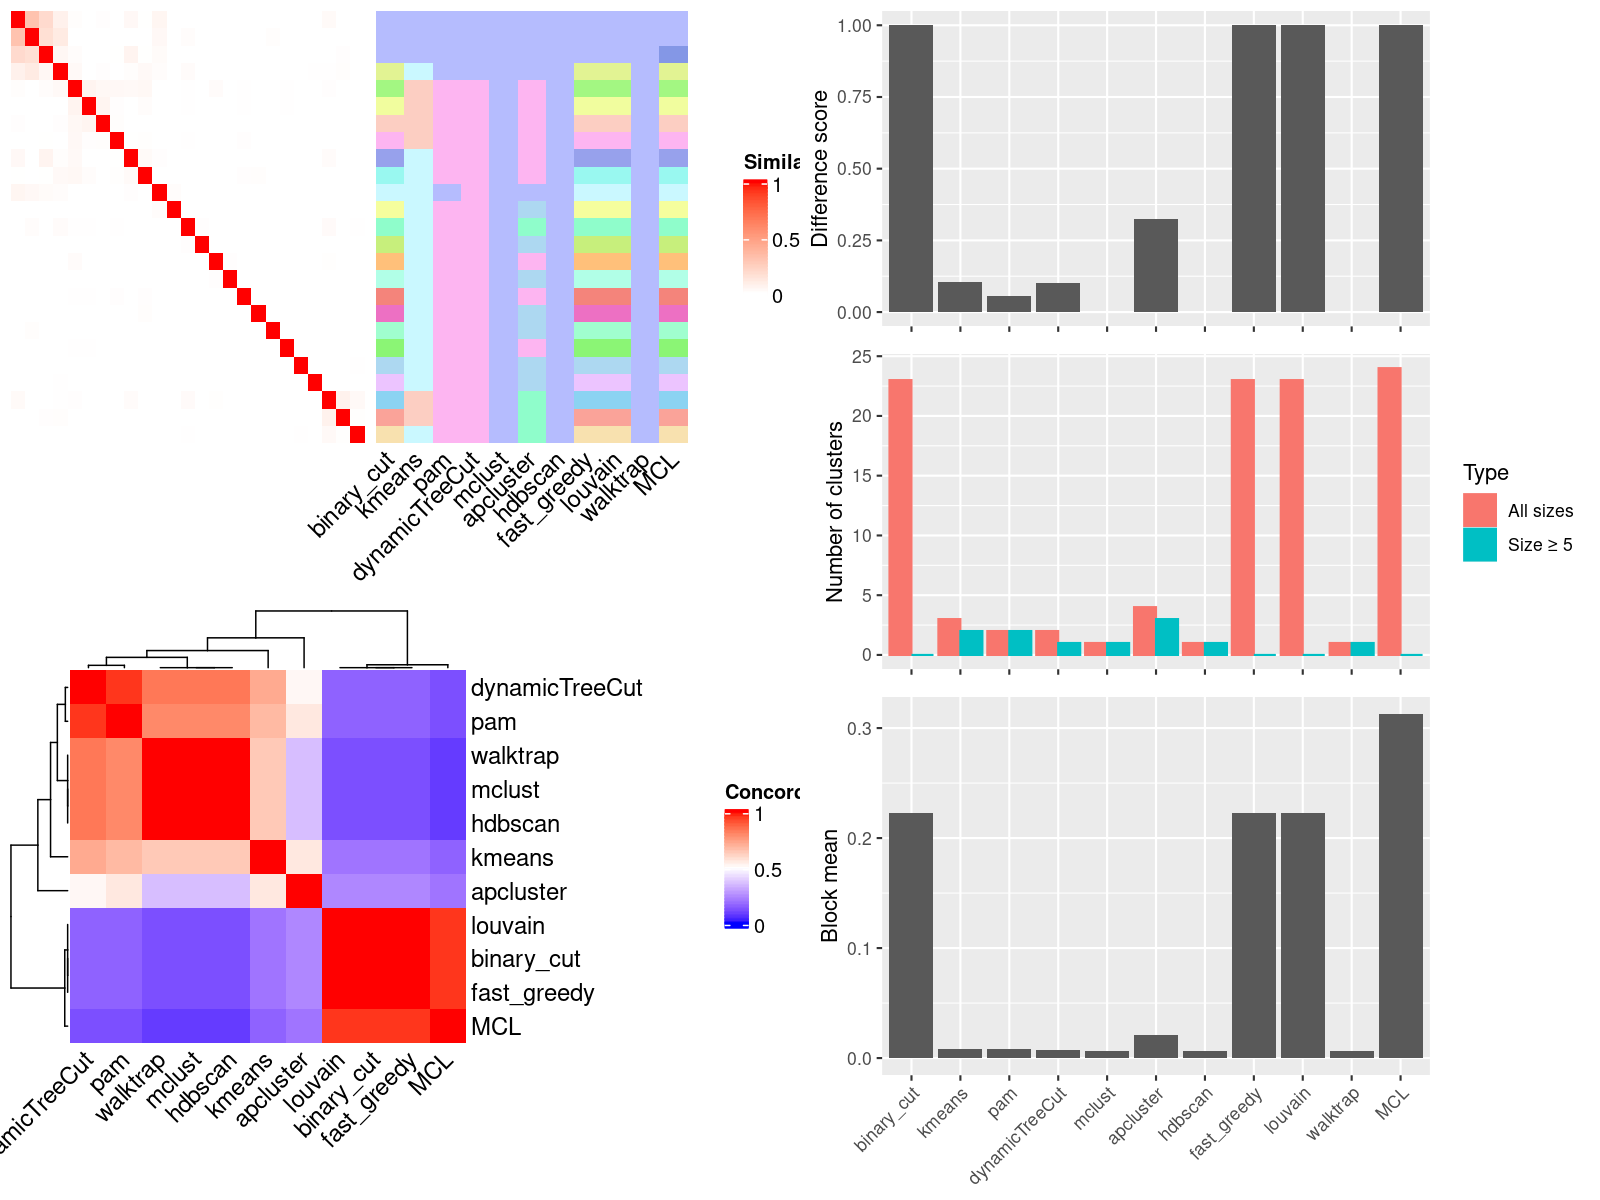 Simila
1
0.5
0
binary_cut
kmeans
pam
dynamicTreeCut
mclust
apcluster
hdbscan
fast_greedy
louvain
walktrap
MCL
dynamicTreeCut
pam
walktrap
mclust
hdbscan
kmeans
apcluster
louvain
binary_cut
fast_greedy
MCL
amicTreeCut
pam
walktrap
mclust
hdbscan
kmeans
apcluster
louvain
binary_cut
fast_greedy
MCL
Concord
1
0.5
0
Difference score
1.00
0.75
0.50
0.25
0.00
Number of clusters
25
20
15
10
5
0
Type
All sizes
Size ≥ 5
Block mean
0.3
0.2
0.1
0.0
binary_cut
kmeans
pam
dynamicTreeCut
mclust
apcluster
hdbscan
fast_greedy
louvain
walktrap
MCL